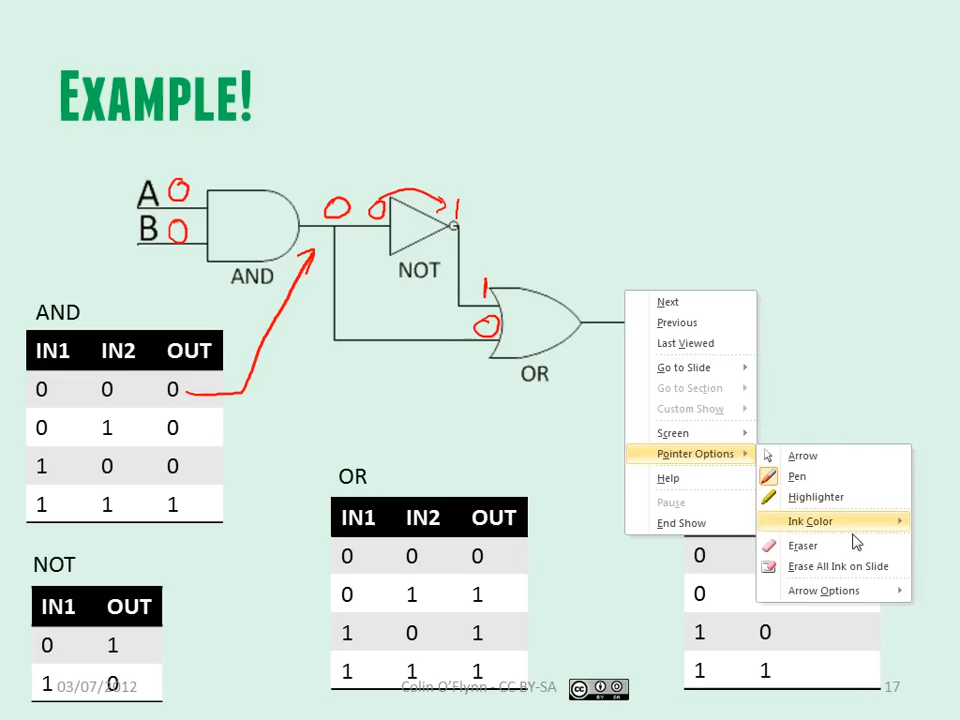 EXAMPLE!
A 0
B 0
0 0 1
AND
NOT
1
0
OR
AND
IN1 IN2 OUT
0 0 0
0 1 0
1 0 0
1 1 1
NOT
IN1 OUT
0 1
1 0
OR
IN1 IN2 OUT
0 0 0
0 1 1
1 0 1
1 1 1
0
0
1 0
1 1
Next
Previous
Last Viewed
Go to Slide
Go to Section
Custom Show
Screen
Pointer Options
Help
Pause
End Show
Arrow
Pen
Highlighter
Ink Color
Eraser
Erase All Ink on Slide
Arrow Options
03/07/2012
Colin O'Flynn - CC BY-SA
cc BY SA
17